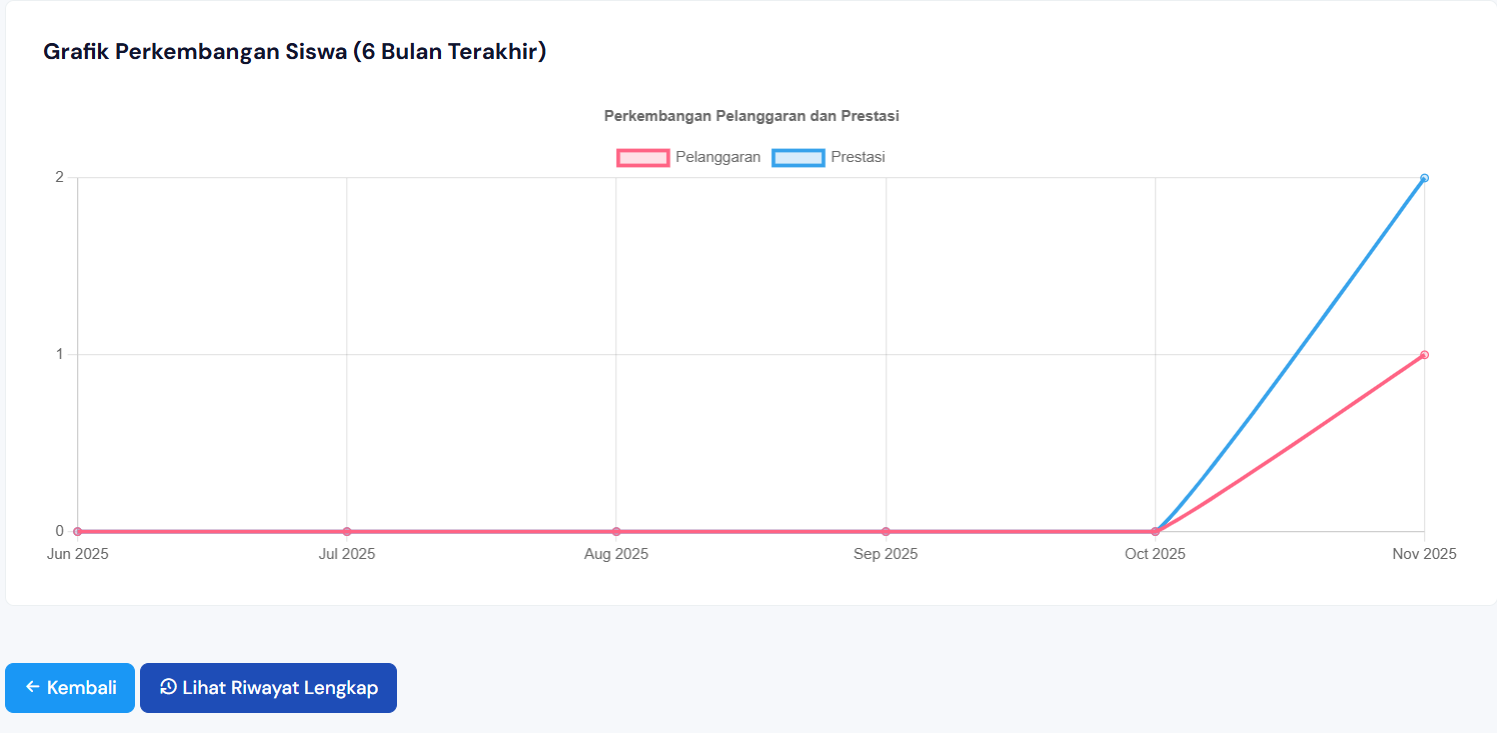 Grafik Perkembangan Siswa (6 Bulan Terakhir)
Perkembangan Pelanggaran dan Prestasi
Pelanggaran Prestasi
2
1
0
Jun 2025 Jul 2025 Aug 2025 Sep 2025 Oct 2025 Nov 2025
Kembali Lihat Riwayat Lengkap